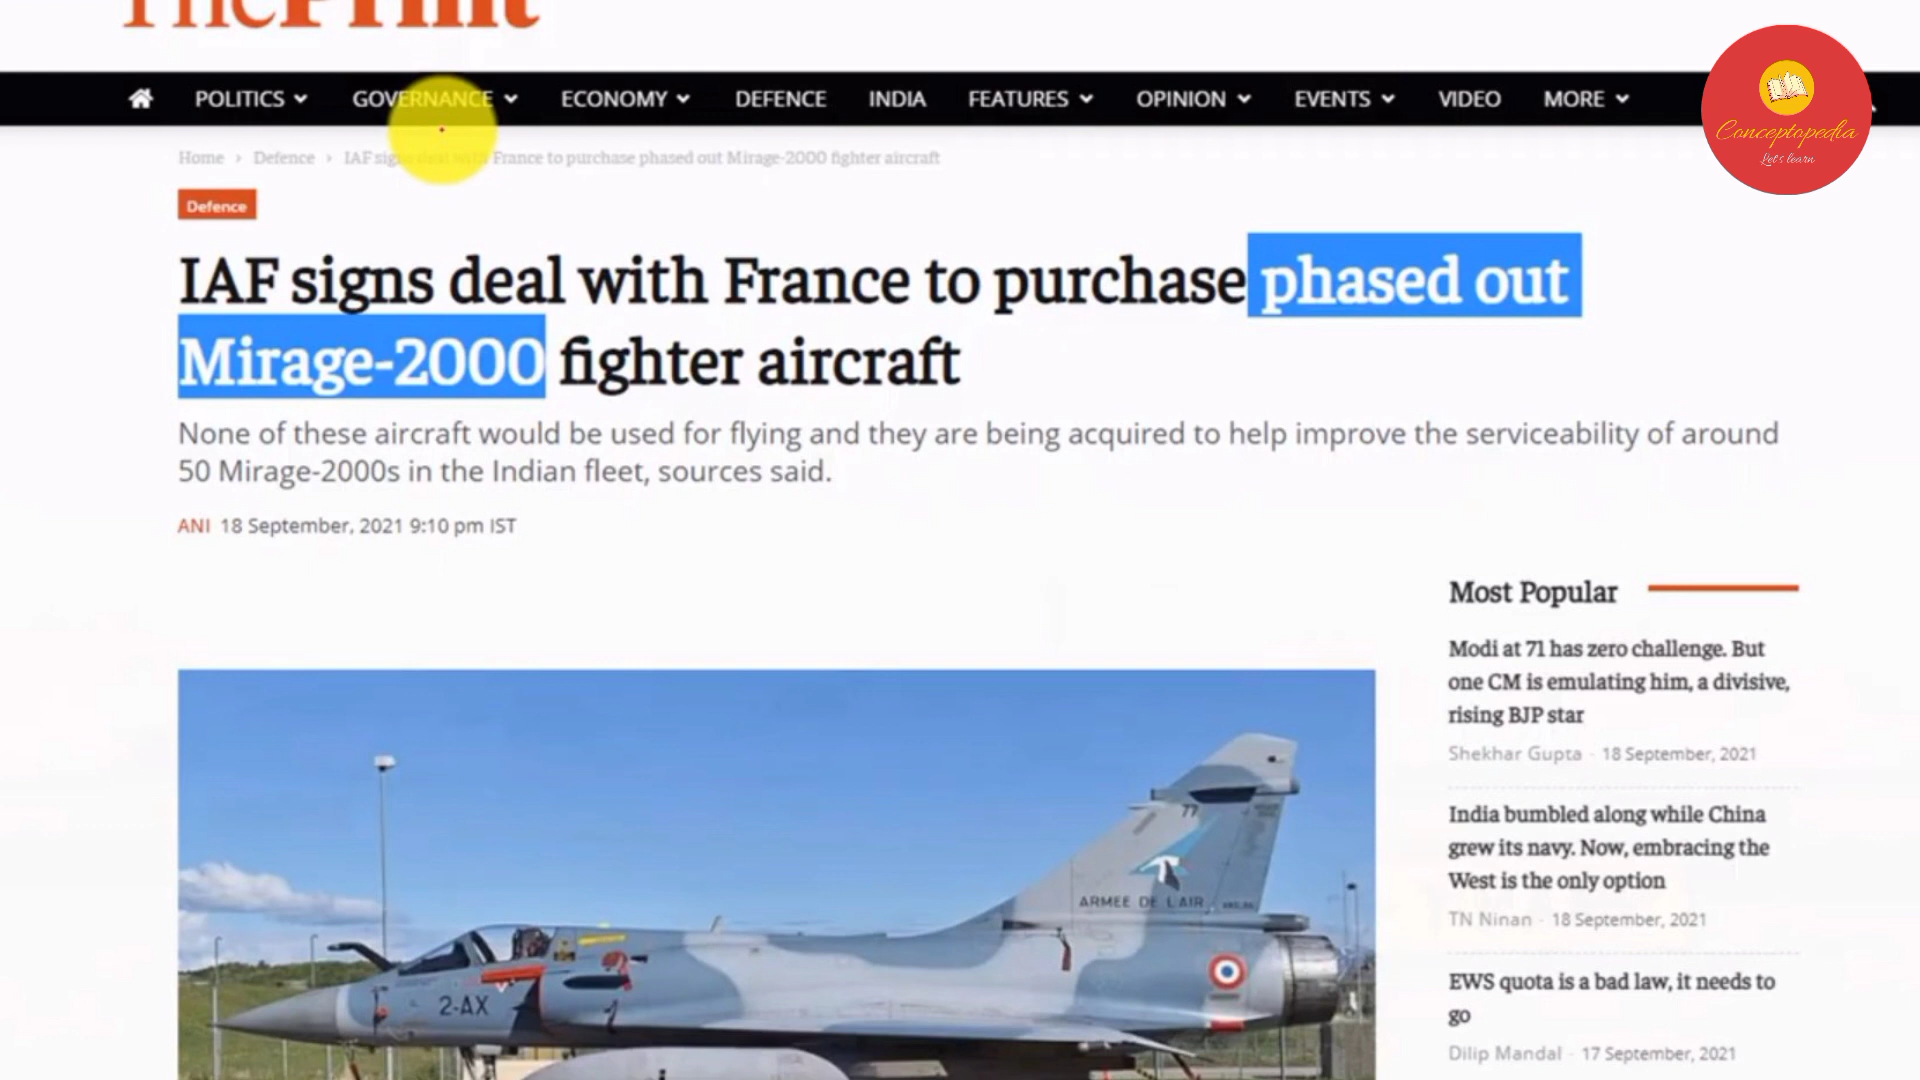 ThePrint
POLITICS GOVERNANCE ECONOMY DEFENCE INDIA FEATURES OPINION EVENTS VIDEO MORE
Conceptopedia
Let's learn
Home › Defence › IAF signs deal with France to purchase phased out Mirage-2000 fighter aircraft
Defence
IAF signs deal with France to purchase phased out
Mirage-2000 fighter aircraft
None of these aircraft would be used for flying and they are being acquired to help improve the serviceability of around
50 Mirage-2000s in the Indian fleet, sources said.
ANI 18 September, 2021 9:10 pm IST
Most Popular
Modi at 71 has zero challenge. But
one CM is emulating him, a divisive,
rising BJP star
Shekhar Gupta - 18 September, 2021
India bumbled along while China
grew its navy. Now, embracing the
West is the only option
TN Ninan - 18 September, 2021
EWS quota is a bad law, it needs to
go
Dilip Mandal - 17 September, 2021
77
ARMEE DE L'AIR
2-AX